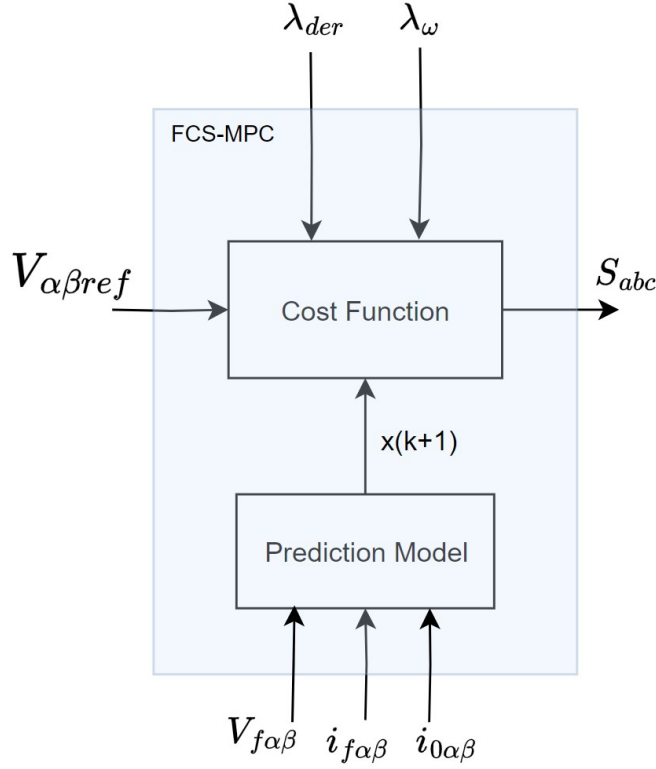 λ_der λ_ω
FCS-MPC
V_αβref
Cost Function
S_abc
x(k+1)
Prediction Model
V_fαβ i_fαβ i_0αβ